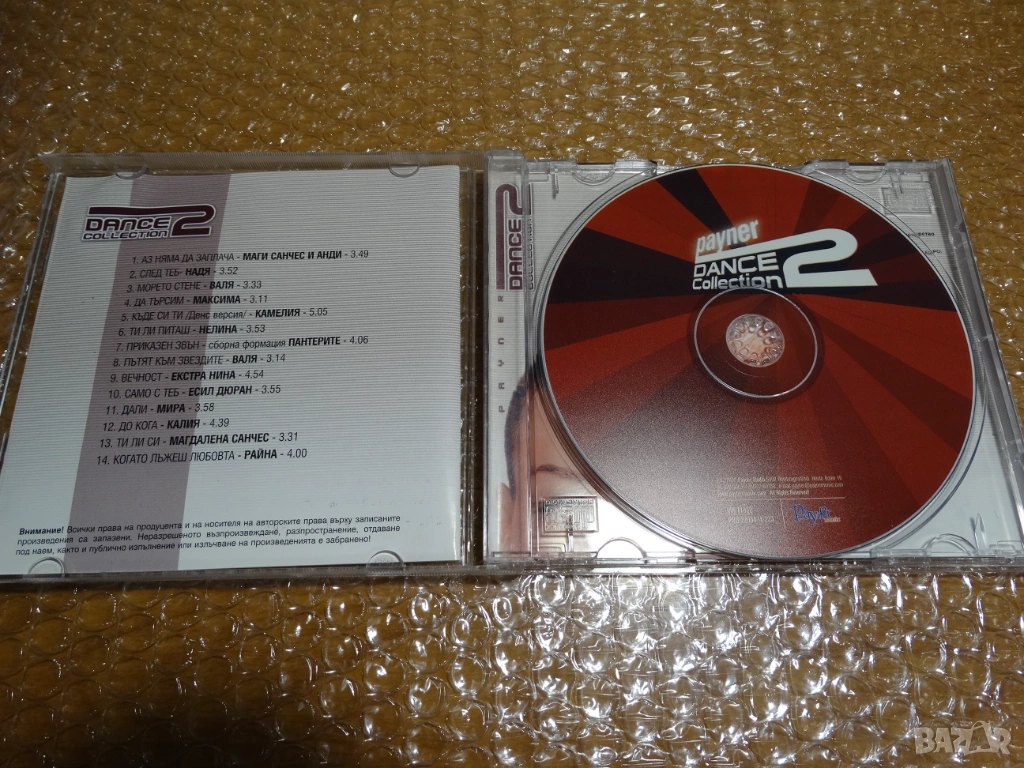 DANCE 2
COLLECTION
1. АЗ НЯМА ДА ЗАПЛАЧА - МАГИ САНЧЕС И АНДИ - 3.49
2. СЛЕД ТЕБ- НАДЯ - 3.52
3. МОРЕТО СТЕНЕ - ВАЛЯ - 3.33
4. ДА ТЪРСИМ - МАКСИМА - 3.11
5. КЪДЕ СИ ТИ /Денс версия/ - КАМЕЛИЯ - 5.05
6. ТИ ЛИ ПИТАШ - НЕЛИНА - 3.53
7. ПРИКАЗЕН ЗВЪН - сборна формация ПАНТЕРИТЕ - 4.06
8. ПЪТЯТ КЪМ ЗВЕЗДИТЕ - ВАЛЯ - 3.14
9. ВЕЧНОСТ - ЕКСТРА НИНА - 4.54
10. САМО С ТЕБ - ЕСИЛ ДЮРАН - 3.55
11. ДАЛИ - МИРА - 3.58
12. ДО КОГА - КАЛИЯ - 4.39
13. ТИ ЛИ СИ - МАГДАЛЕНА САНЧЕС - 3.31
14. КОГАТО ЛЪЖЕШ ЛЮБОВТА - РАЙНА - 4.00
Внимание! Всички права на продуцента и на носителя на авторските права върху записаните
произведения са запазени. Неразрешеното възпроизвеждане, разпространение, отдаване
под наем, както и публично изпълнение или излъчване на произведенията е забранено!
PAYNER DANCE 2
COLLECTION
payner
DANCE 2
Collection
All Rights Reserved
BAZAR